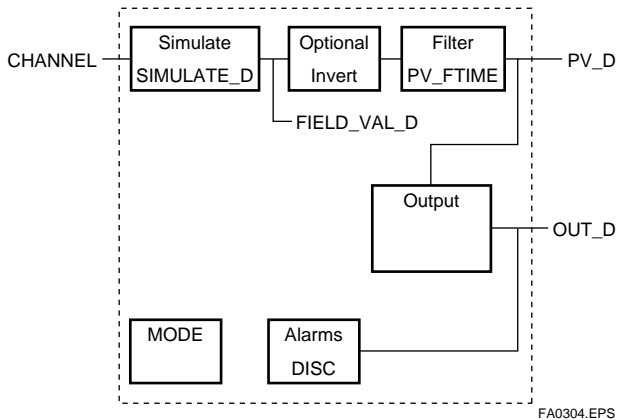 Simulate
SIMULATE_D
Optional
Invert
Filter
PV_FTIME
CHANNEL
PV_D
FIELD_VAL_D
Output
OUT_D
MODE
Alarms
DISC
FA0304.EPS